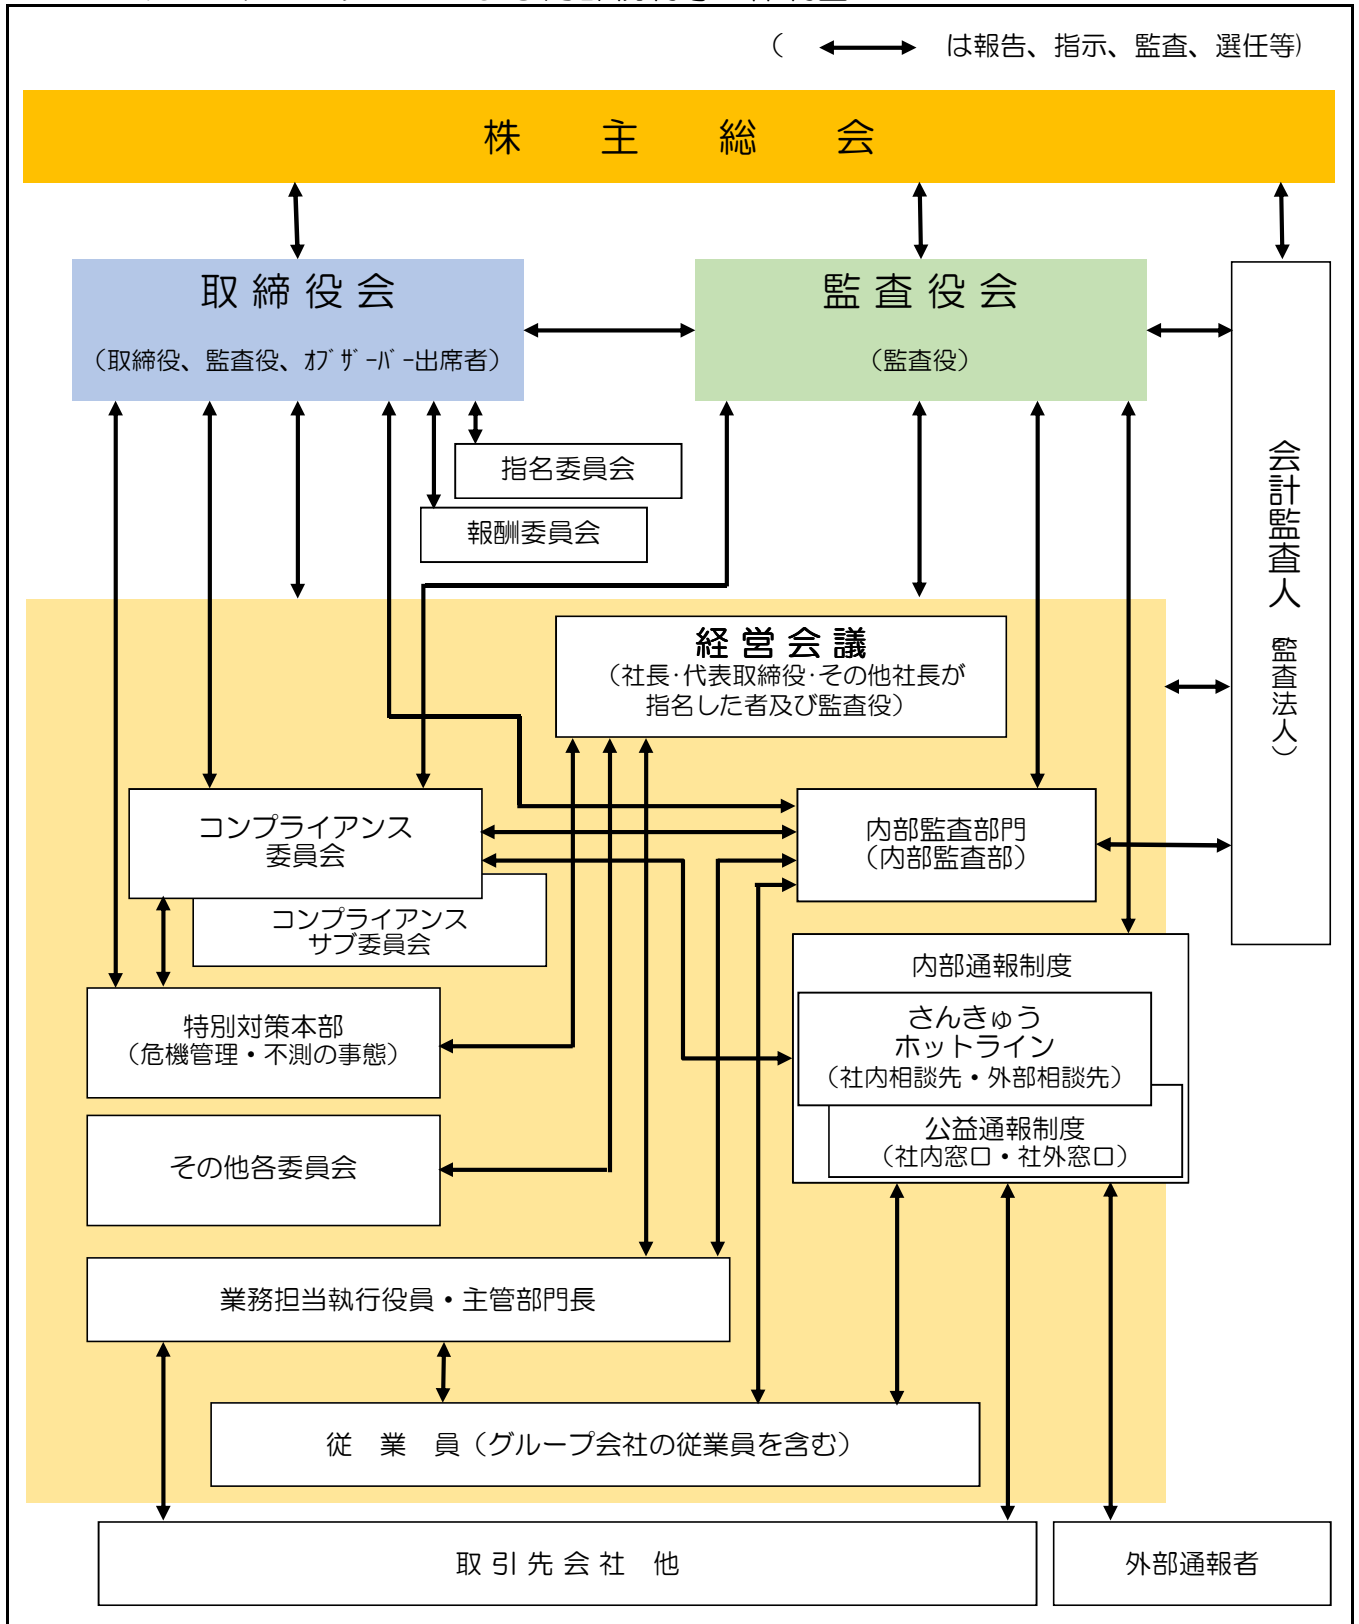 ( は報告、指示、監査、選任等)
株主総会
取締役会
（取締役、監査役、ｵﾌﾞｻﾞｰﾊﾞｰ出席者）
監査役会
（監査役）
指名委員会
報酬委員会
会計監査人 監査法人）
経営会議
（社長･代表取締役･その他社長が
指名した者及び監査役）
コンプライアンス
委員会
コンプライアンス
サブ委員会
内部監査部門
（内部監査部）
内部通報制度
さんきゅう
ホットライン
（社内相談先・外部相談先）
公益通報制度
（社内窓口・社外窓口）
特別対策本部
（危機管理・不測の事態）
その他各委員会
業務担当執行役員・主管部門長
従 業 員（グループ会社の従業員を含む）
取引先会社 他
外部通報者